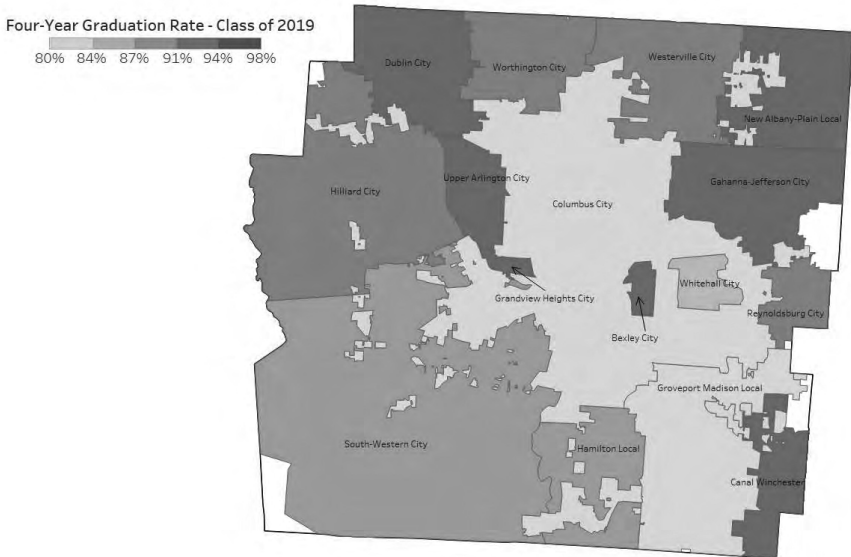 Four-Year Graduation Rate - Class of 2019
80% 84% 87% 91% 94% 98%
Dublin City
Worthington City
Westerville City
New Albany-Plain Local
Hilliard City
Upper Arlington City
Gahanna-Jefferson City
Columbus City
Grandview Heights City
Whitehall City
Reynoldsburg City
Bexley City
Groveport Madison Local
South-Western City
Hamilton Local
Canal Winchester